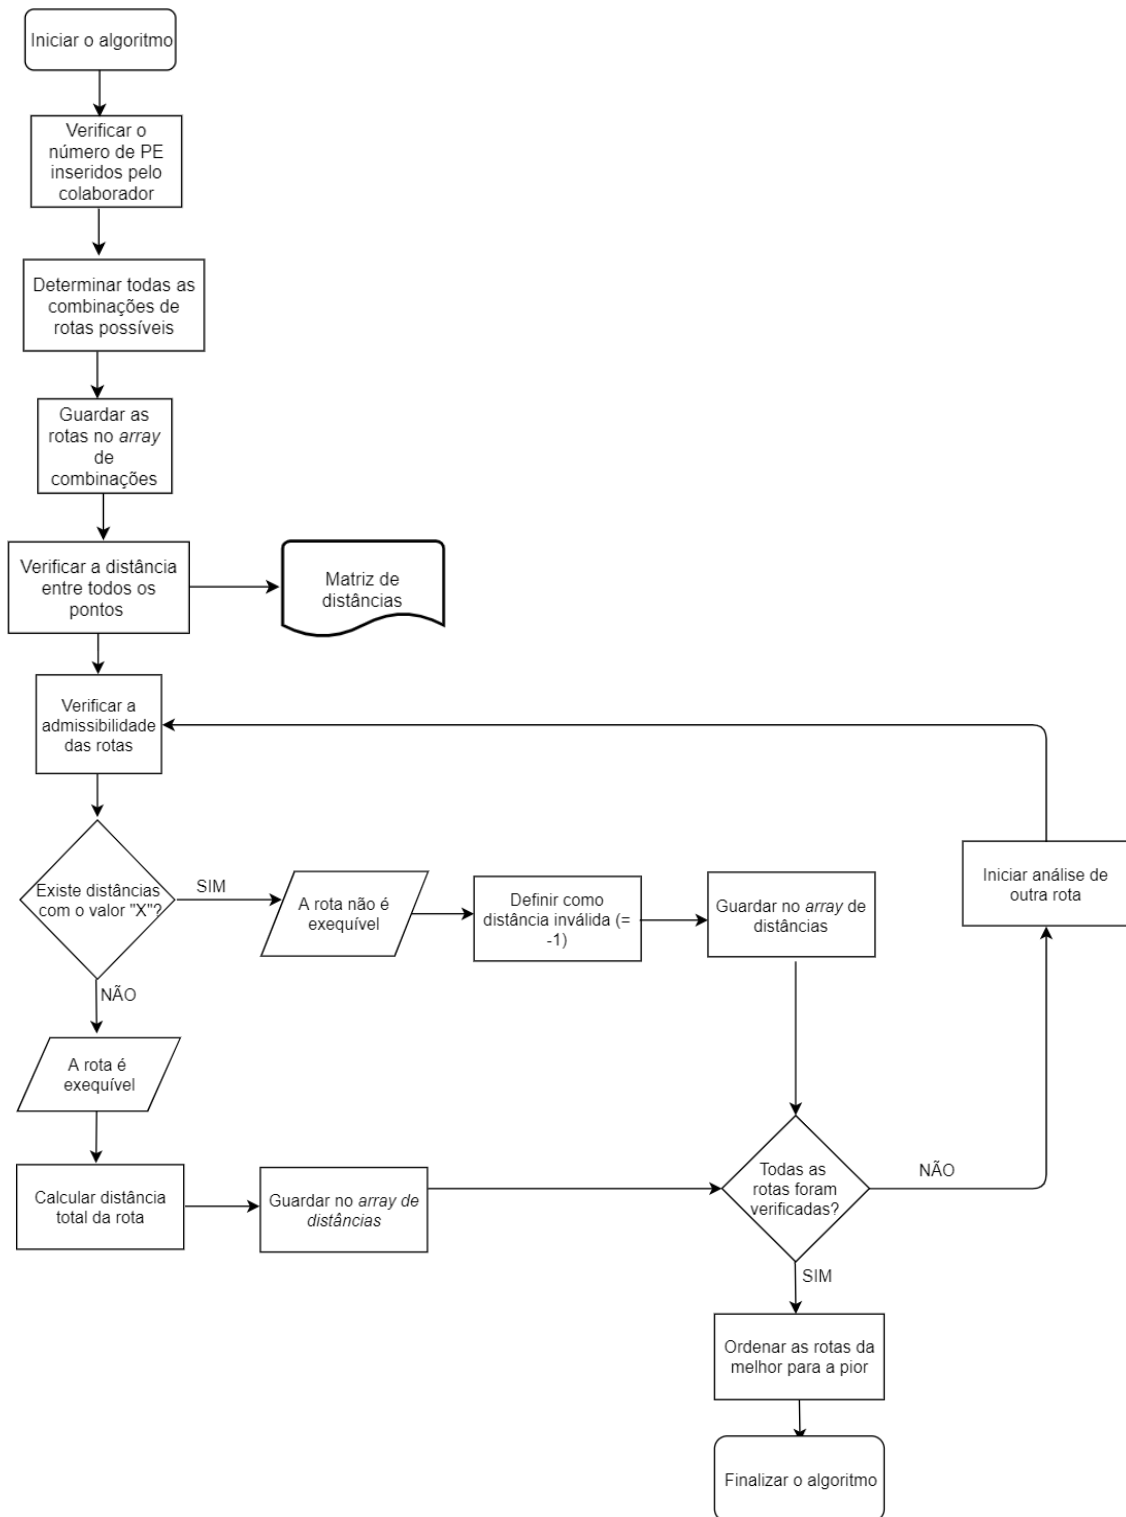 Iniciar o algoritmo
Verificar o
número de PE
inseridos pelo
colaborador
Determinar todas as
combinações de
rotas possíveis
Guardar as
rotas no array
de
combinações
Verificar a distância
entre todos os
pontos
Matriz de
distâncias
Verificar a
admissibilidade
das rotas
Existe distâncias
com o valor "X"?
SIM
A rota não é
exequível
Definir como
distância inválida (=
-1)
Guardar no array de
distâncias
Iniciar análise de
outra rota
NÃO
A rota é
exequível
Calcular distância
total da rota
Guardar no array de
distâncias
Todas as
rotas foram
verificadas?
NÃO
SIM
Ordenar as rotas da
melhor para a pior
Finalizar o algoritmo